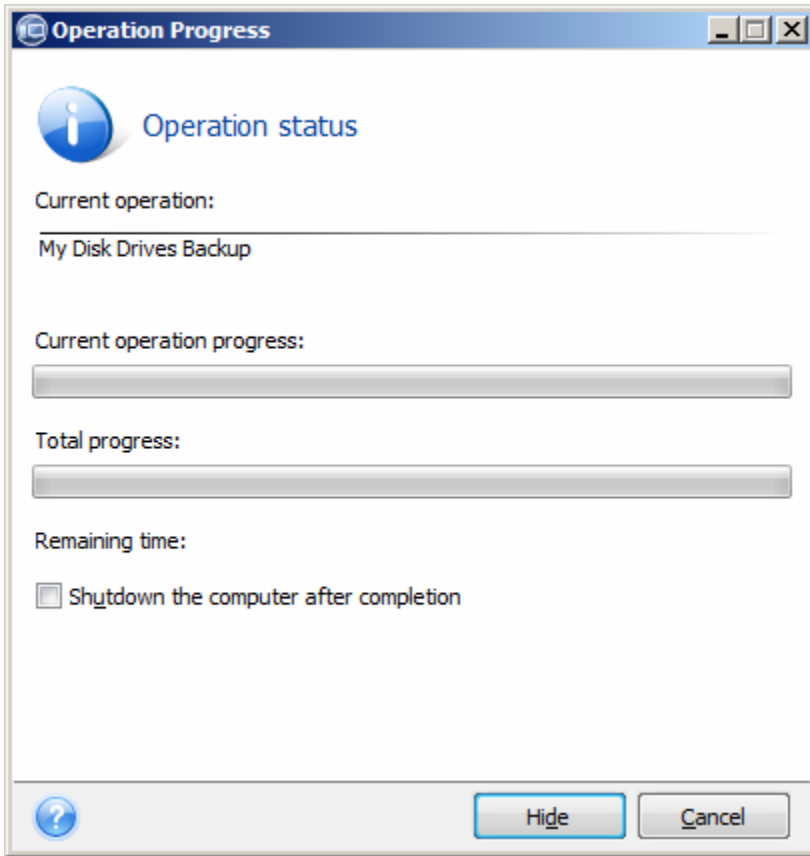 Operation Progress
Operation status
Current operation:
My Disk Drives Backup
Current operation progress:
Total progress:
Remaining time:
Shutdown the computer after completion
Hide
Cancel